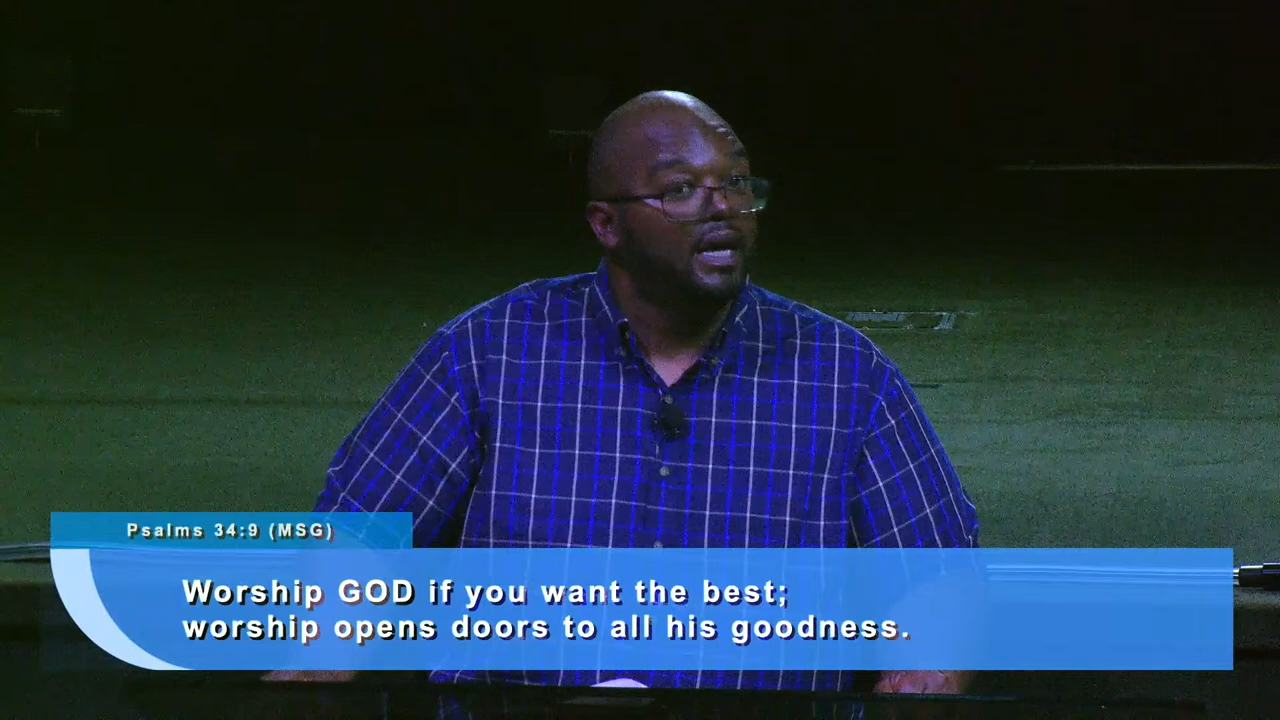 Psalms 34:9 (MSG)
Worship GOD if you want the best;
worship opens doors to all his goodness.